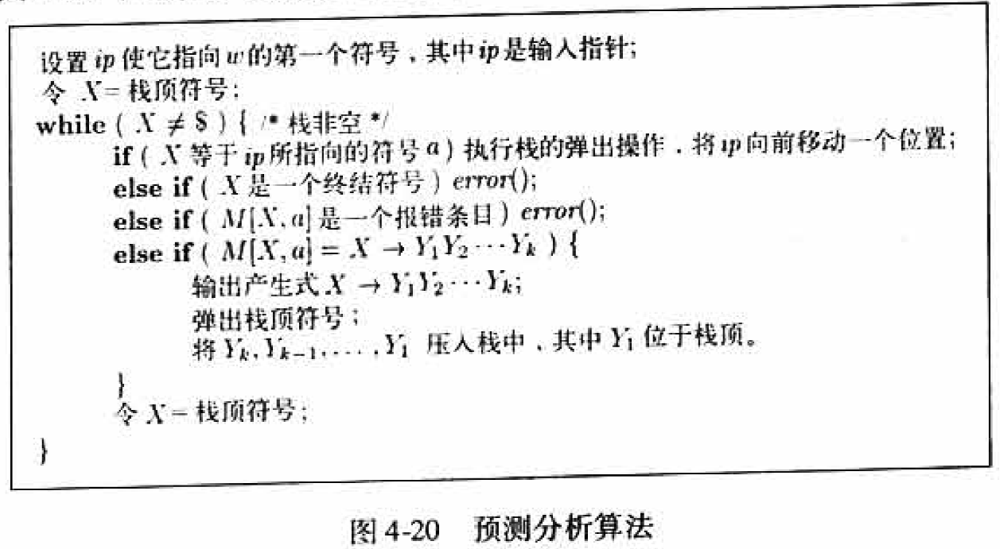 设置 ip 使它指向 w 的第一个符号，其中 ip 是输入指针;
令 X = 栈顶符号;
while ( X ≠ $ ) { /* 栈非空 */
if ( X 等于 ip 所指向的符号 a ) 执行栈的弹出操作，将 ip 向前移动一个位置;
else if ( X 是一个终结符号 ) error();
else if ( M[X,a] 是一个报错条目 ) error();
else if ( M[X,a] = X → Y₁Y₂···Yₖ ) {
输出产生式 X → Y₁Y₂···Yₖ;
弹出栈顶符号;
将 Yₖ, Yₖ₋₁, ..., Y₁ 压入栈中，其中 Y₁ 位于栈顶。
}
令 X = 栈顶符号;
}
图 4-20 预测分析算法